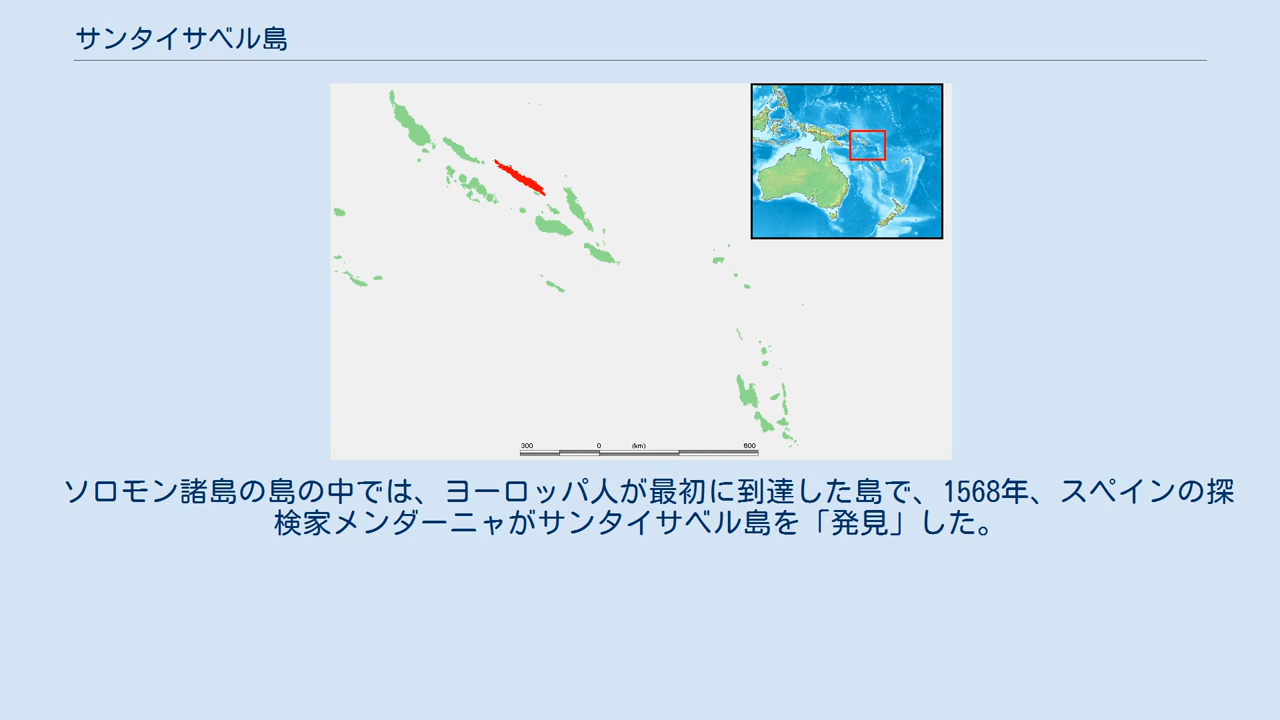 サンタイサベル島
300 0 (km) 600
ソロモン諸島の島の中では、ヨーロッパ人が最初に到達した島で、1568年、スペインの探
検家メンダーニャがサンタイサベル島を「発見」した。